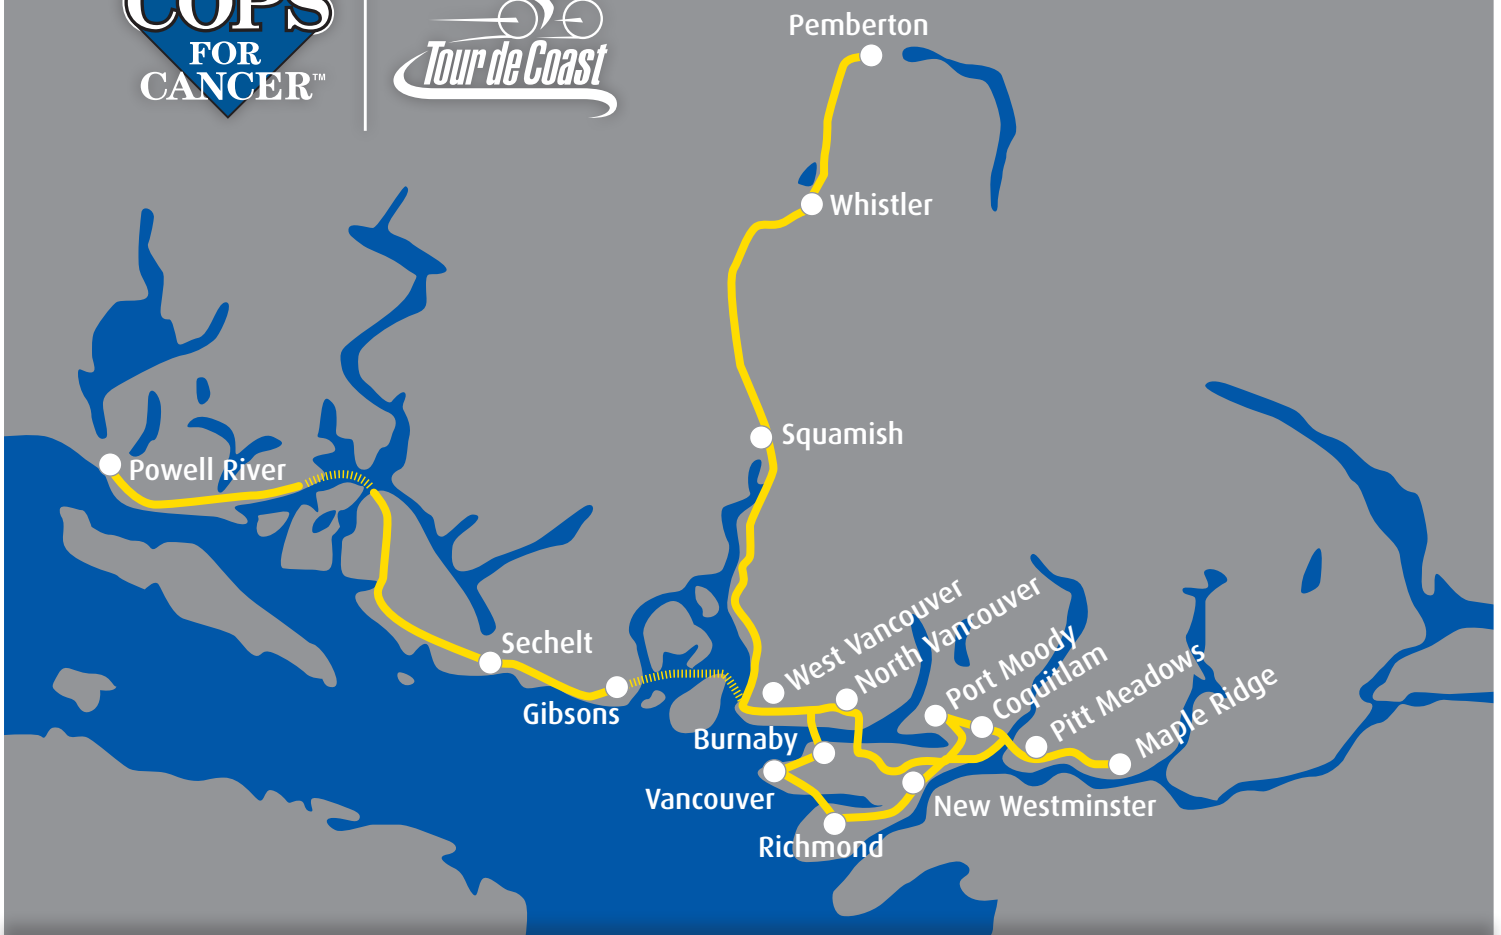 COPS
FOR
CANCER™
Tour de Coast
Pemberton
Whistler
Squamish
Powell River
Sechelt
Gibsons
West Vancouver
North Vancouver
Port Moody
Coquitlam
Pitt Meadows
Maple Ridge
Burnaby
Vancouver
New Westminster
Richmond